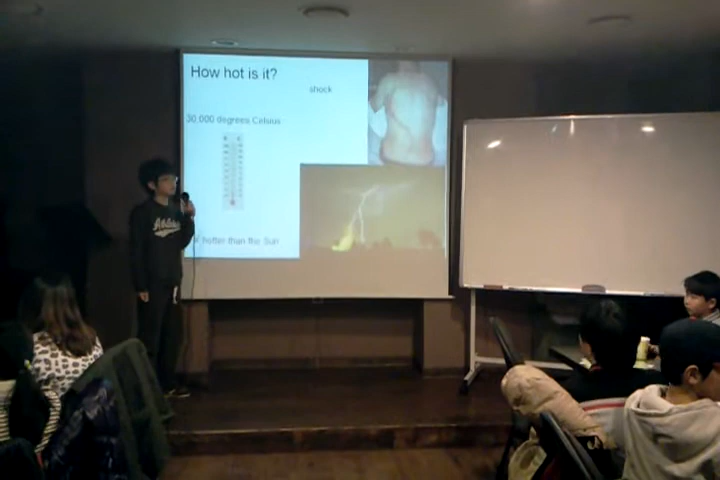 How hot is it?
shock
30,000 degrees Celsius
hotter than the Sun